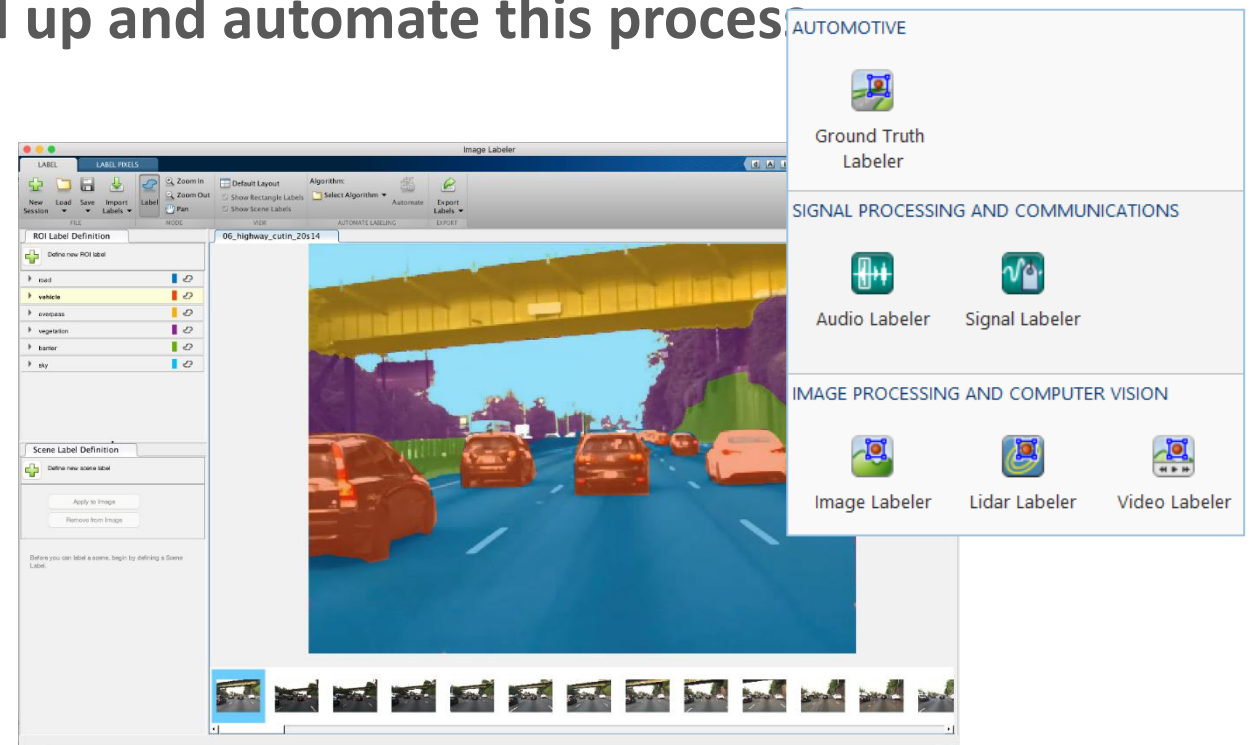 l up and automate this process
Image Labeler
LABEL
LABEL PIXELS
New Session
Load
Save
Import Labels
Label
Zoom In
Zoom Out
Pan
Default Layout
Show Rectangle Labels
Show Scene Labels
Algorithm:
Select Algorithm
Automate
Export Labels
FILE
MODE
VIEW
AUTOMATE LABELING
EXPORT
ROI Label Definition
Define new ROI label
road
vehicle
overpass
vegetation
barrier
sky
Scene Label Definition
Define new scene label
Apply to Image
Remove from Image
Before you can label a scene, begin by defining a Scene
Label.
06_highway_cutin_20s14
AUTOMOTIVE
Ground Truth
Labeler
SIGNAL PROCESSING AND COMMUNICATIONS
Audio Labeler
Signal Labeler
IMAGE PROCESSING AND COMPUTER VISION
Image Labeler
Lidar Labeler
Video Labeler